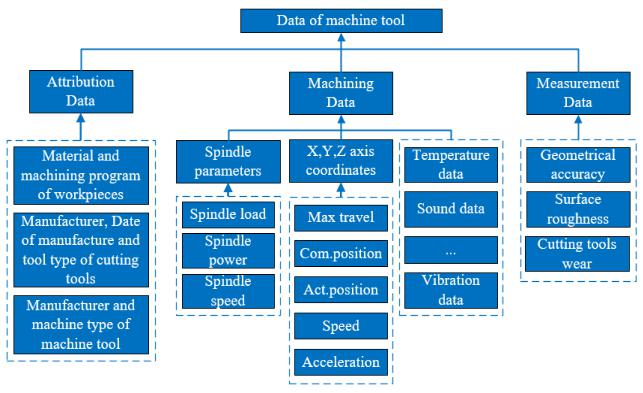 Data of machine tool
Attribution
Data
Machining
Data
Measurement
Data
Material and
machining program
of workpieces
Manufacturer, Date
of manufacture and
tool type of cutting
tools
Manufacturer and
machine type of
machine tool
Spindle
parameters
Spindle load
Spindle
power
Spindle
speed
X,Y,Z axis
coordinates
Max travel
Com.position
Act.position
Speed
Acceleration
Temperature
data
Sound data
...
Vibration
data
Geometrical
accuracy
Surface
roughness
Cutting tools
wear